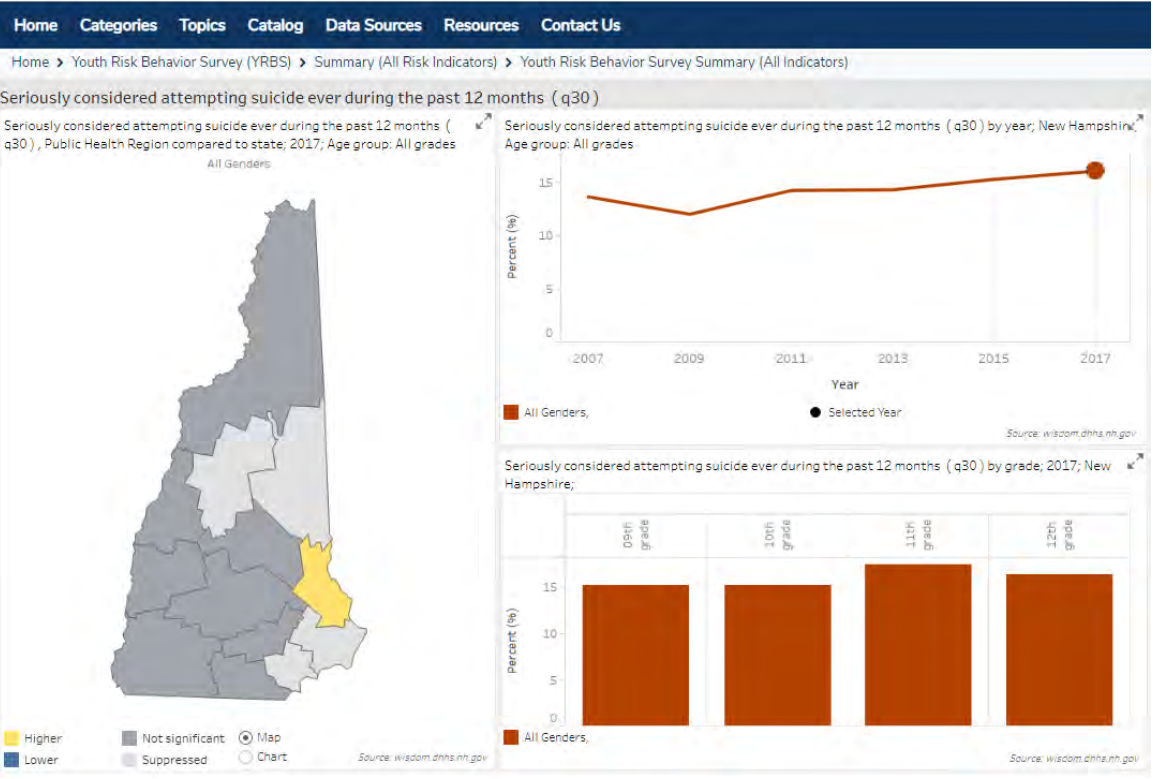 Home Categories Topics Catalog Data Sources Resources Contact Us
Home > Youth Risk Behavior Survey (YRBS) > Summary (All Risk Indicators) > Youth Risk Behavior Survey Summary (All Indicators)
Seriously considered attempting suicide ever during the past 12 months ( q30 )
Seriously considered attempting suicide ever during the past 12 months (
q30 ) , Public Health Region compared to state; 2017; Age group: All grades
All Genders
Higher
Lower
Not significant
Suppressed
Map
Chart
Source: wisdom.dhhs.nh.gov
Seriously considered attempting suicide ever during the past 12 months ( q30 ) by year; New Hampshire;
Age group: All grades
Percent (%)
15
10
5
0
2007 2009 2011 2013 2015 2017
Year
All Genders,
Selected Year
Source: wisdom.dhhs.nh.gov
Seriously considered attempting suicide ever during the past 12 months ( q30 ) by grade; 2017; New
Hampshire;
09th
grade
10th
grade
11th
grade
12th
grade
Percent (%)
15
10
5
0
All Genders,
Source: wisdom.dhhs.nh.gov